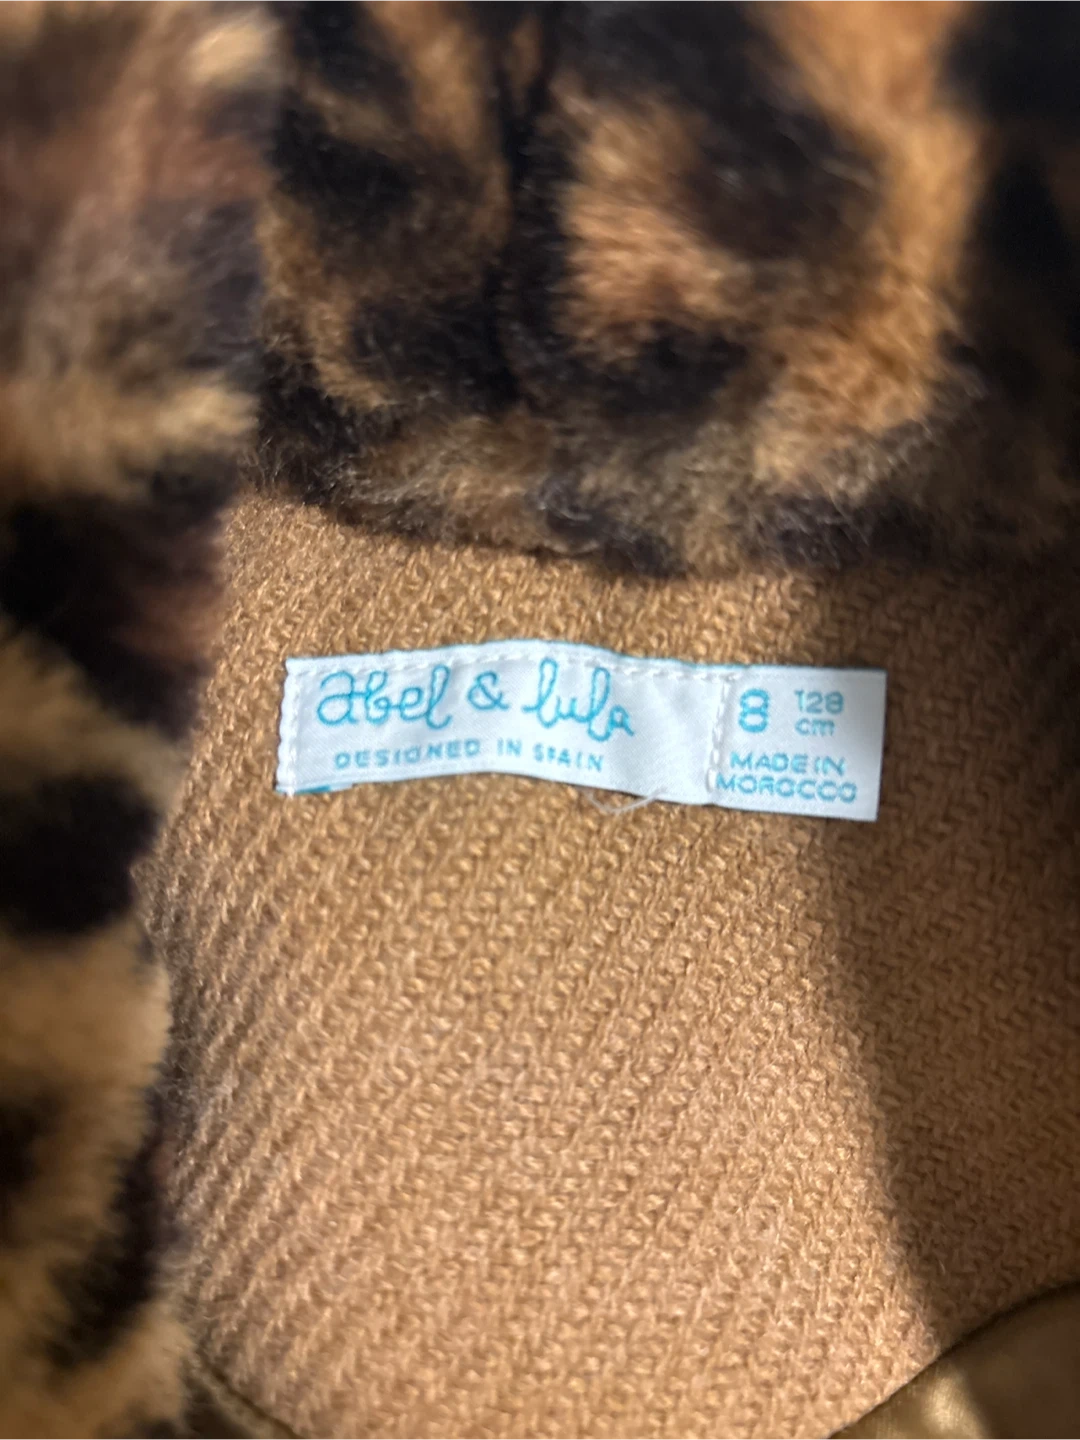 abel & lula
DESIGNED IN SPAIN
8 128
cm
MADE IN
MOROCCO